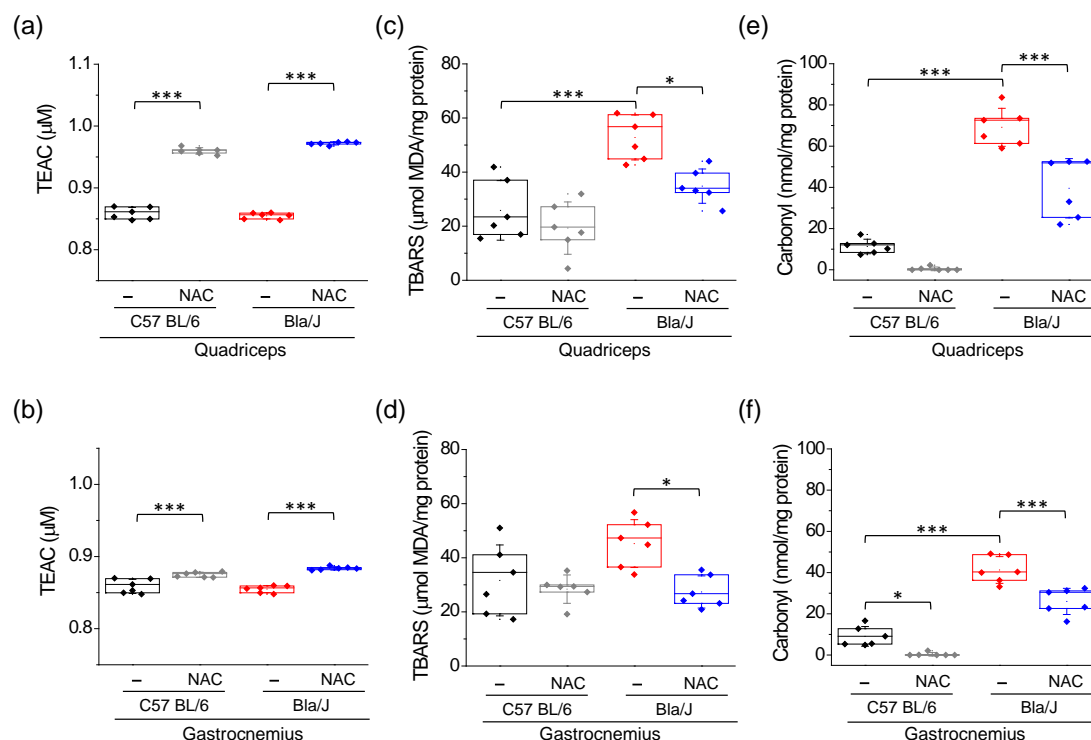 (a)
TEAC (μM)
1.1
1.0
0.9
0.8
***
***
– NAC – NAC
C57 BL/6 Bla/J
Quadriceps
(c)
TBARS (μmol MDA/mg protein)
80
60
40
20
0
***
*
– NAC – NAC
C57 BL/6 Bla/J
Quadriceps
(e)
Carbonyl (nmol/mg protein)
100
80
60
40
20
0
***
***
– NAC – NAC
C57 BL/6 Bla/J
Quadriceps
(b)
TEAC (μM)
1.0
0.9
0.8
***
***
– NAC – NAC
C57 BL/6 Bla/J
Gastrocnemius
(d)
TBARS (μmol MDA/mg protein)
80
60
40
20
0
*
– NAC – NAC
C57 BL/6 Bla/J
Gastrocnemius
(f)
Carbonyl (nmol/mg protein)
100
80
60
40
20
0
***
***
*
– NAC – NAC
C57 BL/6 Bla/J
Gastrocnemius